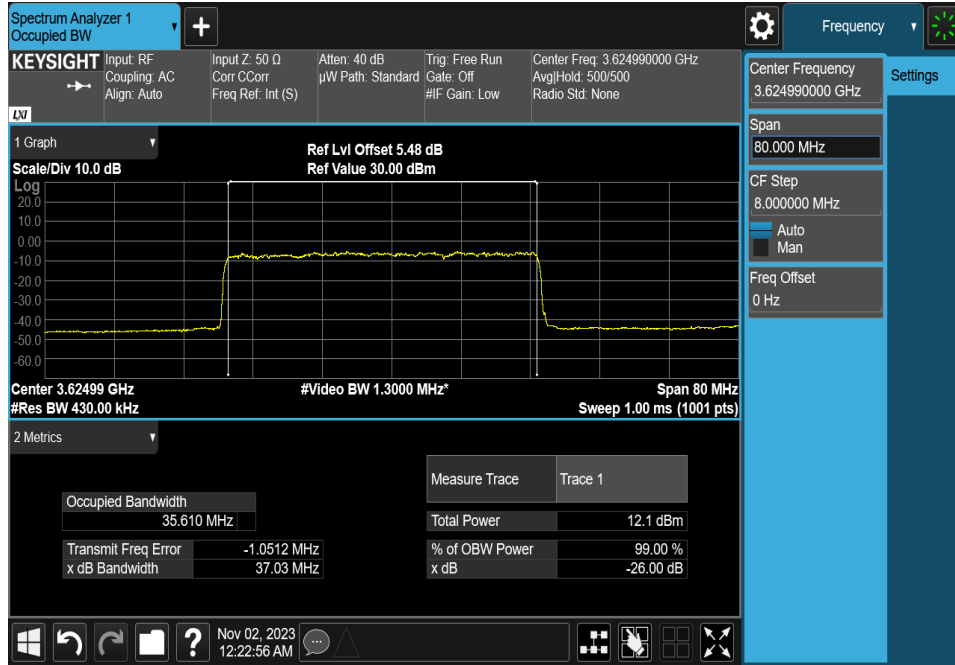 Spectrum Analyzer 1
Occupied BW
+
Frequency
KEYSIGHT
LXI
Input: RF
Coupling: AC
Align: Auto
Input Z: 50 Ω
Corr CCorr
Freq Ref: Int (S)
Atten: 40 dB
µW Path: Standard
Trig: Free Run
Gate: Off
#IF Gain: Low
Center Freq: 3.624990000 GHz
Avg|Hold: 500/500
Radio Std: None
Center Frequency
3.624990000 GHz
Settings
Span
80.000 MHz
CF Step
8.000000 MHz
Auto
Man
Freq Offset
0 Hz
1 Graph
Scale/Div 10.0 dB
Ref Lvl Offset 5.48 dB
Ref Value 30.00 dBm
Log
20.0
10.0
0.00
-10.0
-20.0
-30.0
-40.0
-50.0
-60.0
Center 3.62499 GHz
#Video BW 1.3000 MHz*
Span 80 MHz
#Res BW 430.00 kHz
Sweep 1.00 ms (1001 pts)
2 Metrics
Measure Trace
Trace 1
Occupied Bandwidth
35.610 MHz
Total Power
12.1 dBm
Transmit Freq Error
-1.0512 MHz
% of OBW Power
99.00 %
x dB Bandwidth
37.03 MHz
x dB
-26.00 dB
?
Nov 02, 2023
12:22:56 AM